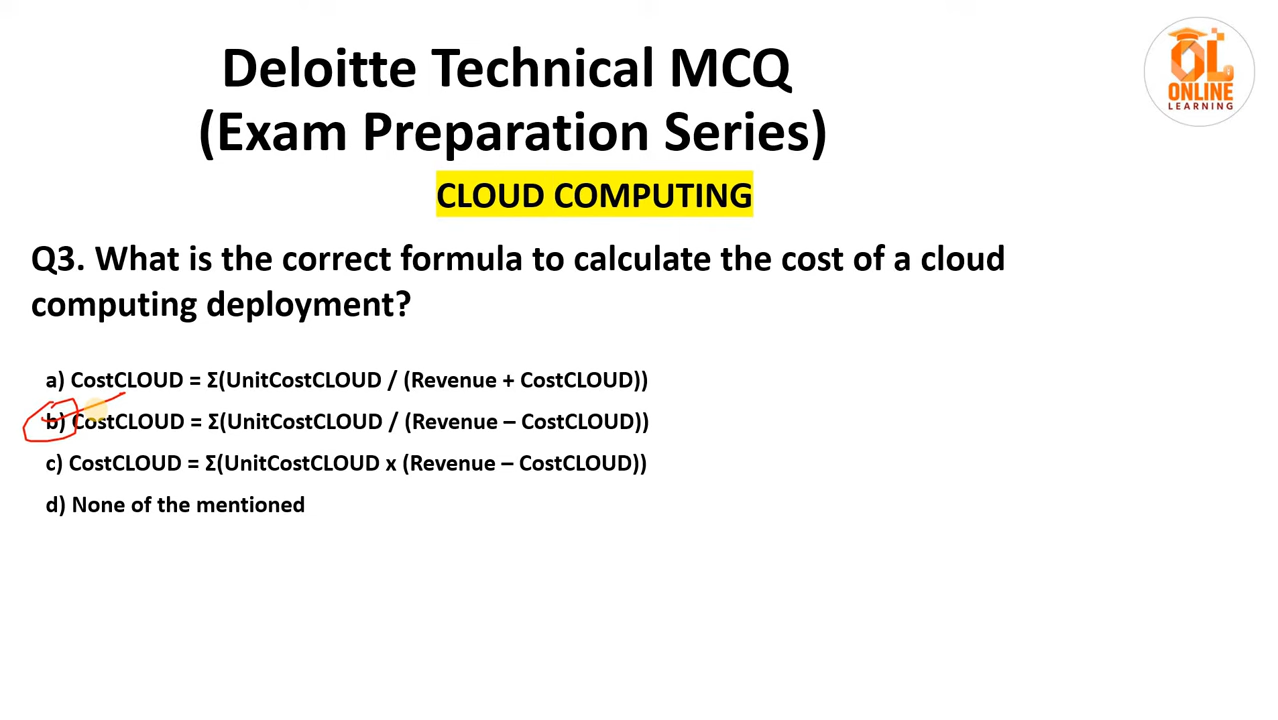 Deloitte Technical MCQ
(Exam Preparation Series)
OL
ONLINE
LEARNING
CLOUD COMPUTING
Q3. What is the correct formula to calculate the cost of a cloud
computing deployment?
a) CostCLOUD = Σ(UnitCostCLOUD / (Revenue + CostCLOUD))
b) CostCLOUD = Σ(UnitCostCLOUD / (Revenue – CostCLOUD))
c) CostCLOUD = Σ(UnitCostCLOUD x (Revenue – CostCLOUD))
d) None of the mentioned